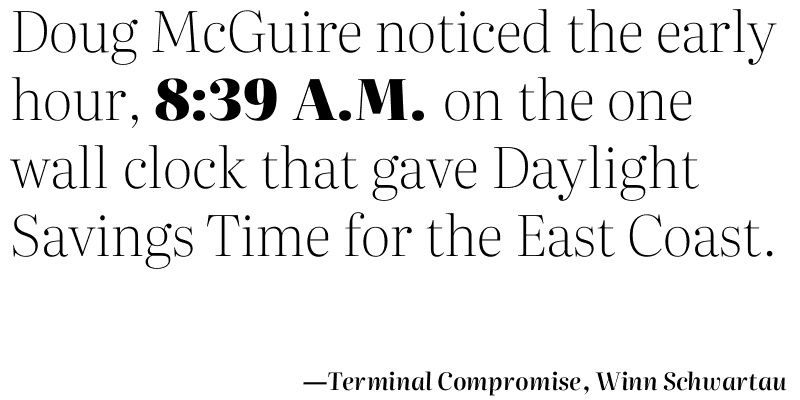 Doug McGuire noticed the early
hour, 8:39 A.M. on the one
wall clock that gave Daylight
Savings Time for the East Coast.
—Terminal Compromise, Winn Schwartau